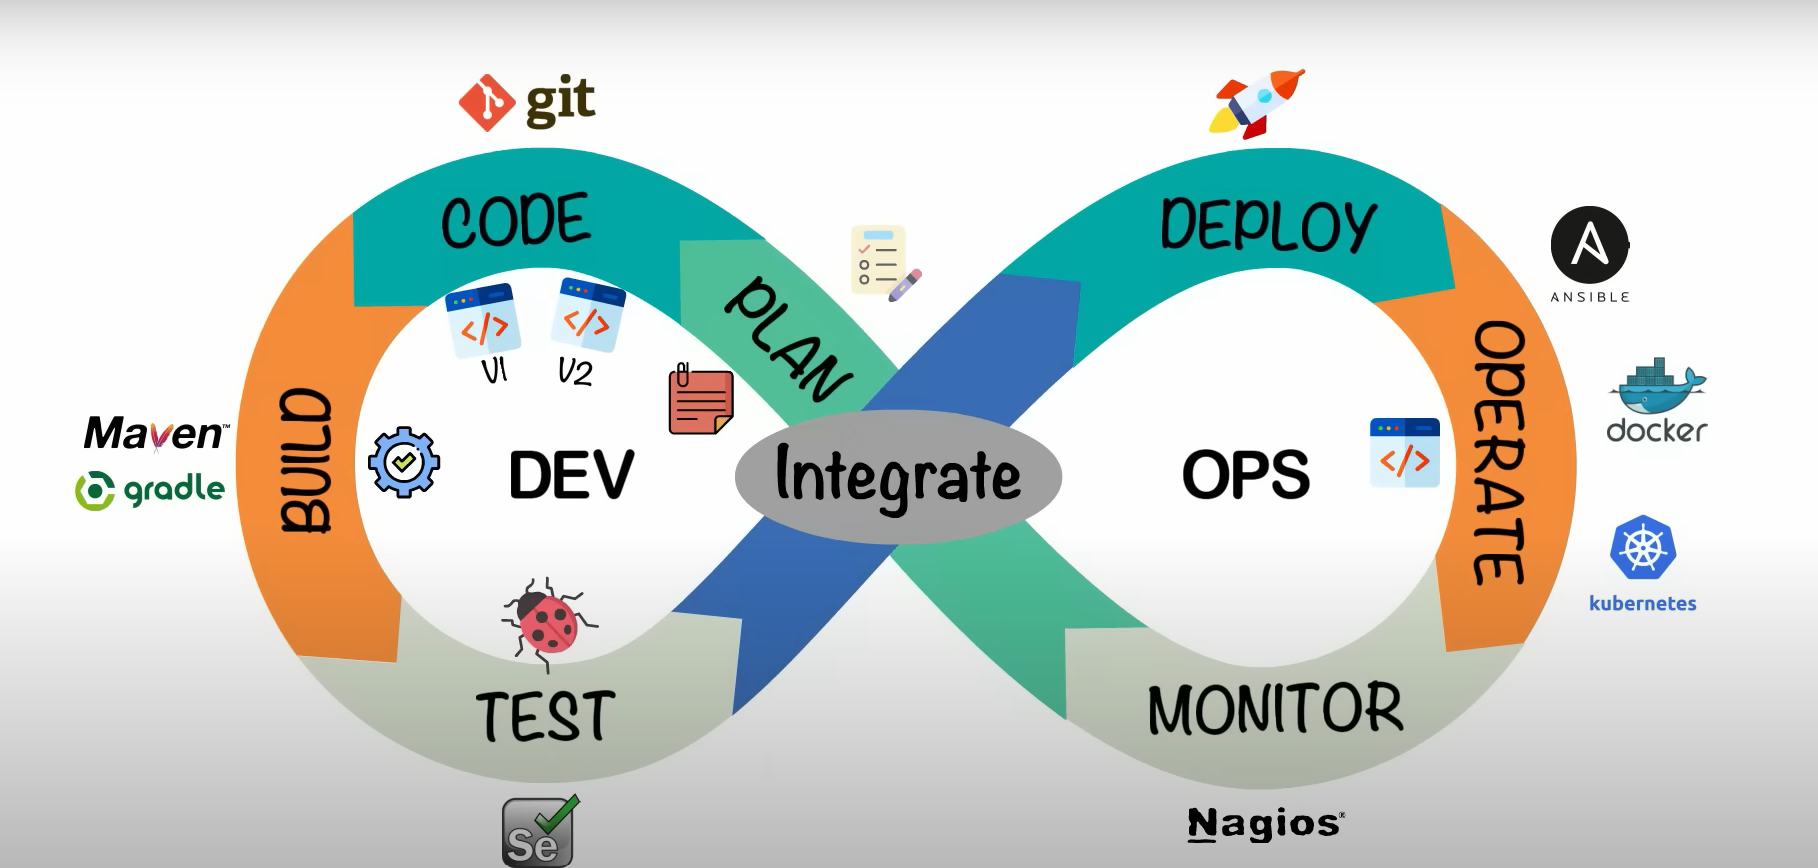 git
CODE
DEPLOY
PLAN
ANSIBLE
</>
</>
V1
V2
OPERATE
docker
BUILD
Maven™
gradle
DEV
Integrate
OPS
</>
kubernetes
TEST
MONITOR
Se
Nagios®